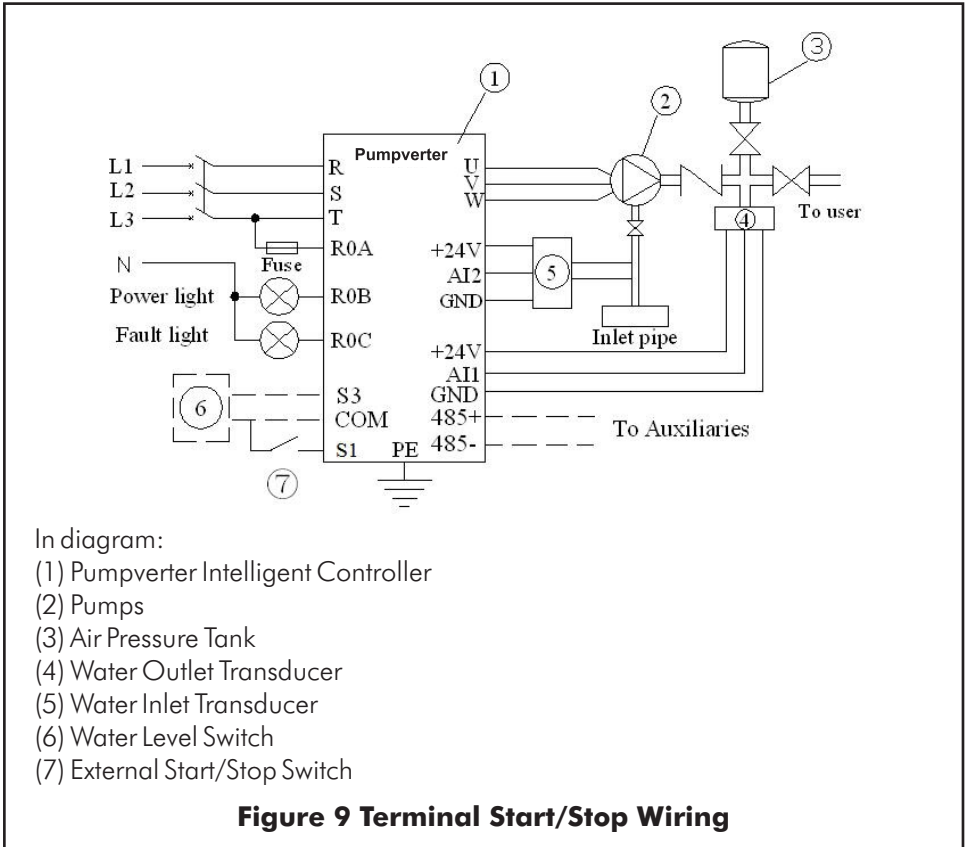 1
2
3
Pumpverter
L1
L2
L3
R
S
T
U
V
W
To user
4
N
Fuse
R0A
+24V
AI2
GND
5
Power light
R0B
Fault light
R0C
Inlet pipe
+24V
AI1
GND
6
S3
COM
S1
PE
485+
485-
To Auxiliaries
7
In diagram:
(1) Pumpverter Intelligent Controller
(2) Pumps
(3) Air Pressure Tank
(4) Water Outlet Transducer
(5) Water Inlet Transducer
(6) Water Level Switch
(7) External Start/Stop Switch
Figure 9 Terminal Start/Stop Wiring